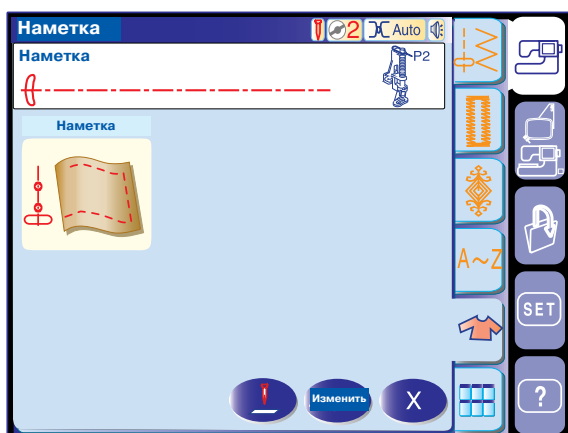 Наметка
2 Auto
Наметка
P2
Наметка
A~Z
SET
Изменить
X
?